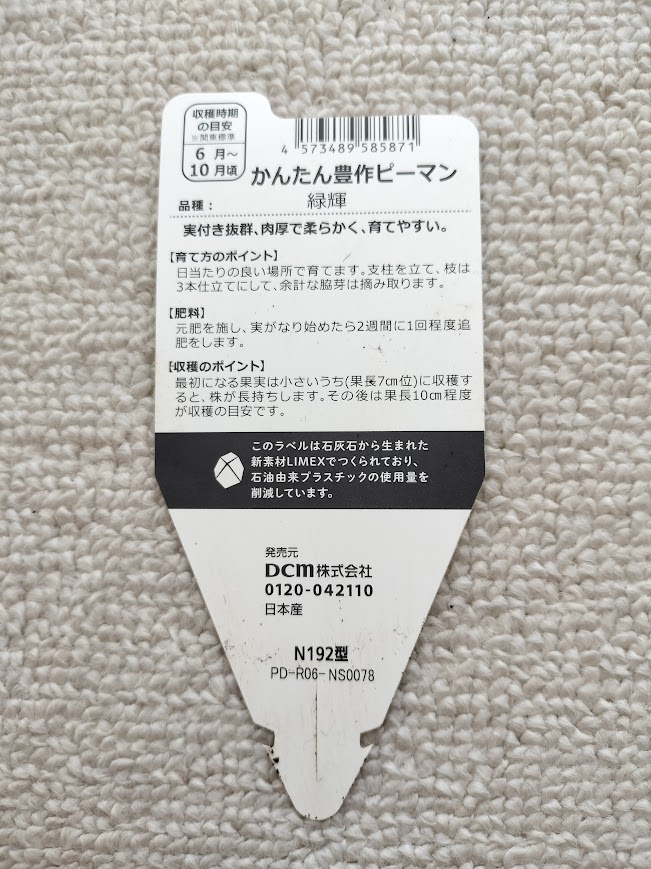 収穫時期
の目安
※関東標準
6月～
10月頃
4 573489 585871
かんたん豊作ピーマン
品種： 緑輝
実付き抜群、肉厚で柔らかく、育てやすい。
【育て方のポイント】
日当たりの良い場所で育てます。支柱を立て、枝は
3本仕立てにして、余計な脇芽は摘み取ります。
【肥料】
元肥を施し、実がなり始めたら2週間に1回程度追
肥をします。
【収穫のポイント】
最初になる果実は小さいうち(果長7㎝位)に収穫す
ると、株が長持ちします。その後は果長10㎝程度
が収穫の目安です。
このラベルは石灰石から生まれた
新素材LIMEXでつくられており、
石油由来プラスチックの使用量を
削減しています。
発売元
DCM株式会社
0120-042110
日本産
N192型
PD-R06-NS0078